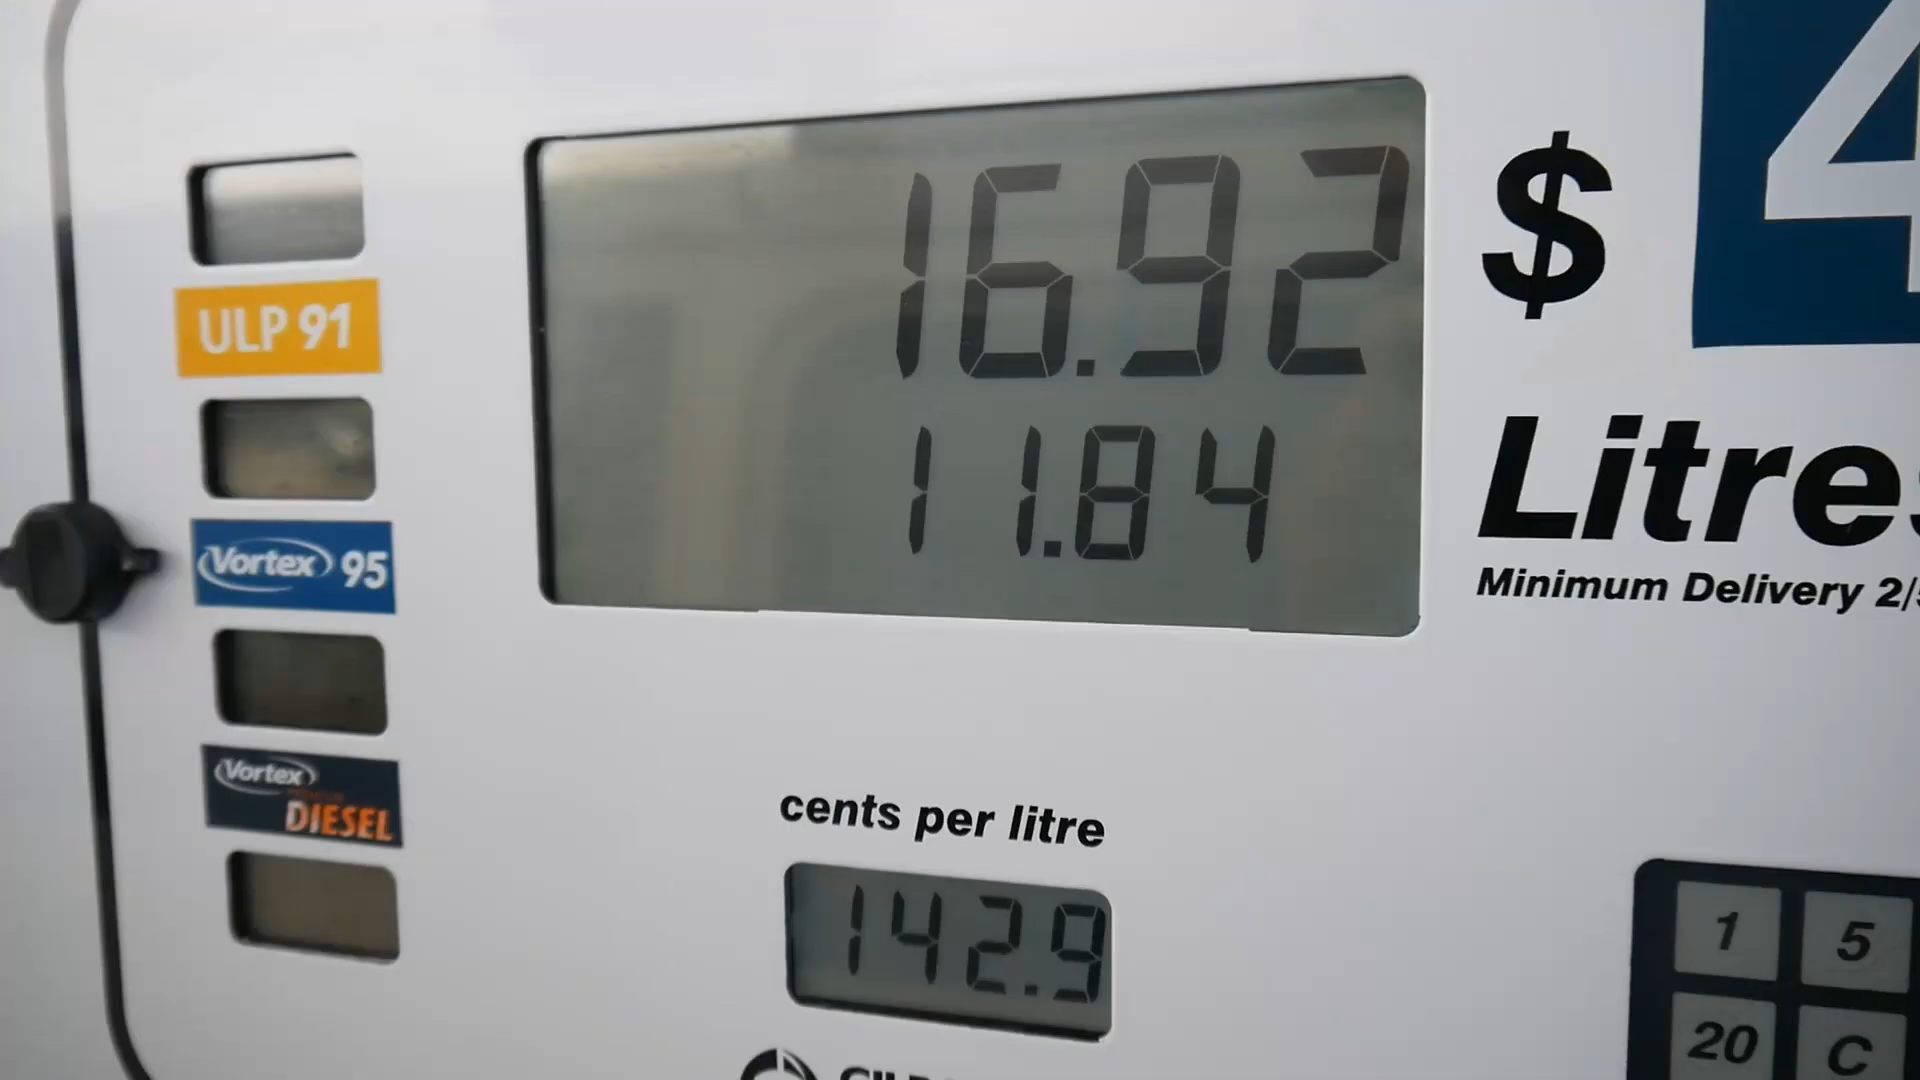 16.92
$
4
11.84
Litres
Minimum Delivery 2/
ULP 91
Vortex 95
Vortex
DIESEL
cents per litre
142.9
1
5
20
C